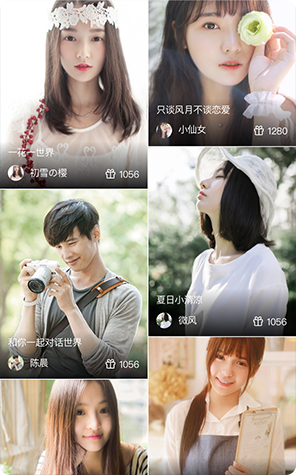 一花一世界
初雪の樱 1056
只谈风月不谈恋爱
小仙女 1280
和你一起对话世界
陈晨 1056
夏日小清凉
微风 1056